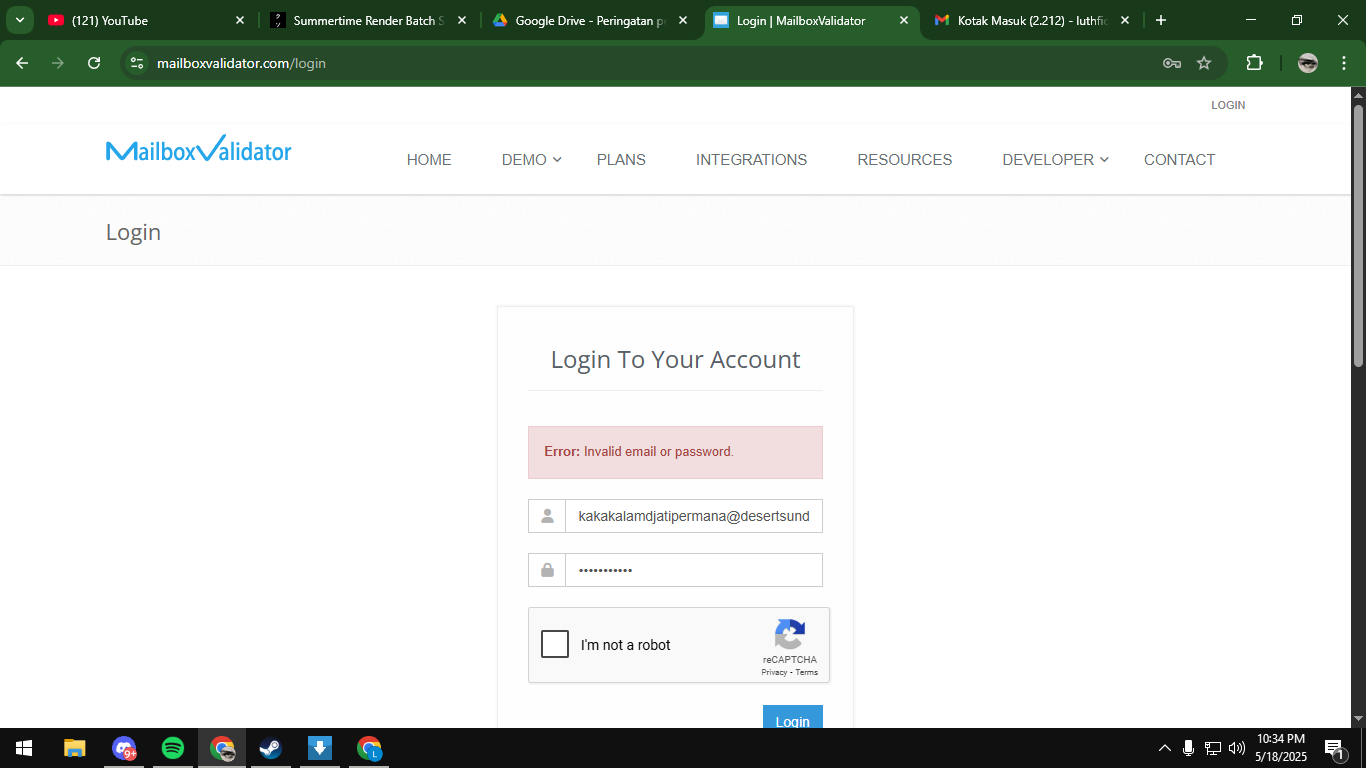 (121) YouTube
Summertime Render Batch S
Google Drive - Peringatan pe
Login | MailboxValidator
Kotak Masuk (2.212) - luthfic
mailboxvalidator.com/login
LOGIN
MailboxValidator
HOME
DEMO
PLANS
INTEGRATIONS
RESOURCES
DEVELOPER
CONTACT
Login
Login To Your Account
Error: Invalid email or password.
kakakalamdjatipermana@desertsund
•••••••••••
I'm not a robot
reCAPTCHA
Privacy - Terms
Login
9+
L
10:34 PM
5/18/2025
1